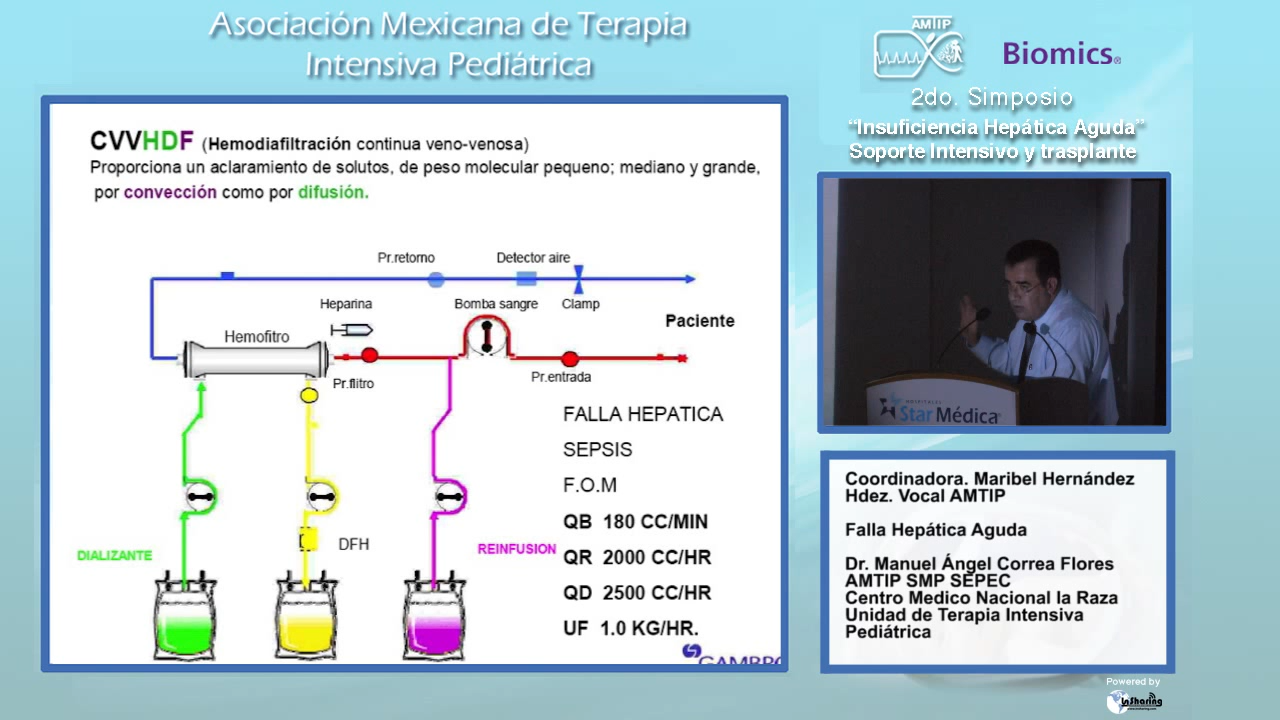 Asociación Mexicana de Terapia
Intensiva Pediátrica
AMTIP
Biomics®
2do. Simposio
“Insuficiencia Hepática Aguda”
Soporte Intensivo y trasplante
CVVHDF (Hemodiafiltración continua veno-venosa)
Proporciona un aclaramiento de solutos, de peso molecular pequeno; mediano y grande,
por convección como por difusión.
Pr.retorno
Detector aire
Heparina
Bomba sangre
Clamp
Paciente
Hemofitro
Pr.flitro
Pr.entrada
FALLA HEPATICA
SEPSIS
F.O.M
QB 180 CC/MIN
QR 2000 CC/HR
QD 2500 CC/HR
UF 1.0 KG/HR.
DFH
DIALIZANTE
REINFUSION
GAMBRO
HOSPITALES
Star Médica
Coordinadora. Maribel Hernández
Hdez. Vocal AMTIP
Falla Hepática Aguda
Dr. Manuel Ángel Correa Flores
AMTIP SMP SEPEC
Centro Medico Nacional la Raza
Unidad de Terapia Intensiva
Pediátrica
Powered by
InSharing